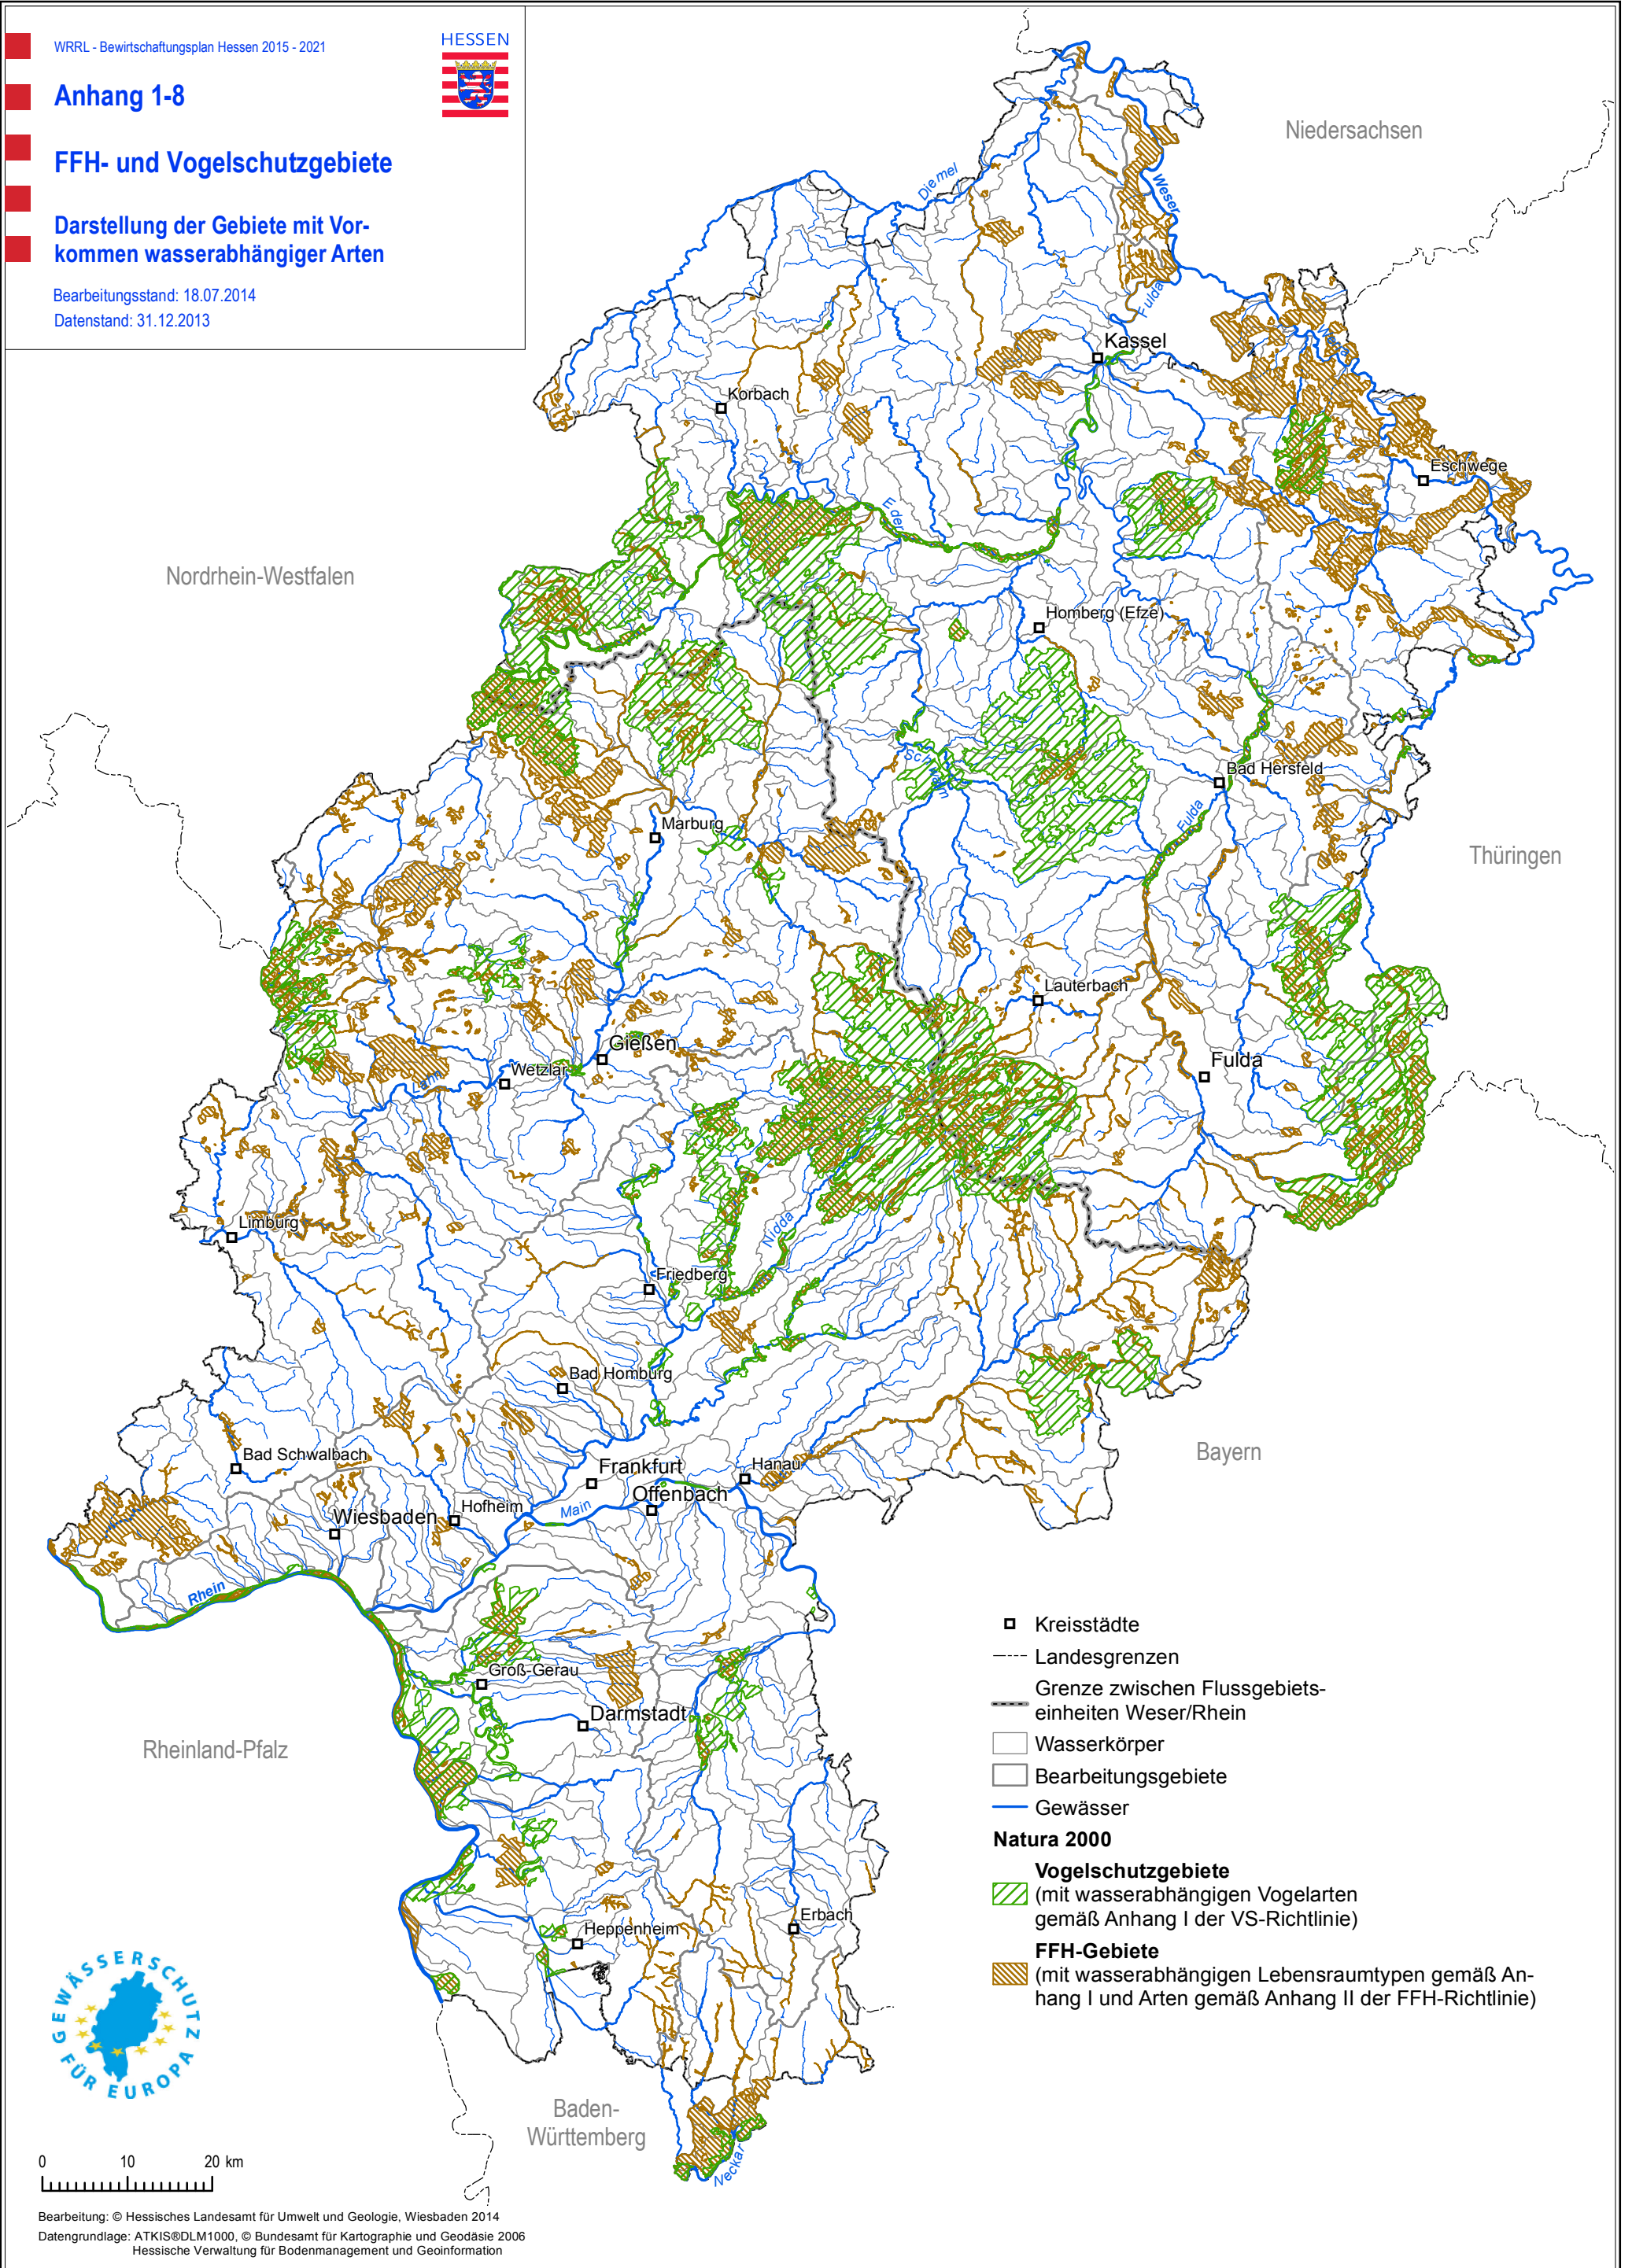 WRRL - Bewirtschaftungsplan Hessen 2015 - 2021
HESSEN
Anhang 1-8
FFH- und Vogelschutzgebiete
Darstellung der Gebiete mit Vor-
kommen wasserabhängiger Arten
Bearbeitungsstand: 18.07.2014
Datenstand: 31.12.2013
Niedersachsen
Diemel
Weser
Fulda
Werra
Kassel
Korbach
Eschwege
Eder
Nordrhein-Westfalen
Homberg (Efze)
Schwalm
Bad Hersfeld
Fulda
Marburg
Thüringen
Lauterbach
Gießen
Wetzlar
Fulda
Lahn
Limburg
Nidda
Friedberg
Bad Homburg
Bayern
Bad Schwalbach
Frankfurt
Hanau
Offenbach
Hofheim
Main
Wiesbaden
Rhein
Groß-Gerau
Darmstadt
Rheinland-Pfalz
Erbach
Heppenheim
Baden-
Württemberg
Neckar
Kreisstädte
Landesgrenzen
Grenze zwischen Flussgebiets-
einheiten Weser/Rhein
Wasserkörper
Bearbeitungsgebiete
Gewässer
Natura 2000
Vogelschutzgebiete
(mit wasserabhängigen Vogelarten
gemäß Anhang I der VS-Richtlinie)
FFH-Gebiete
(mit wasserabhängigen Lebensraumtypen gemäß An-
hang I und Arten gemäß Anhang II der FFH-Richtlinie)
GEWÄSSERSCHUTZ
FÜR EUROPA
0 10 20 km
Bearbeitung: © Hessisches Landesamt für Umwelt und Geologie, Wiesbaden 2014
Datengrundlage: ATKIS®DLM1000, © Bundesamt für Kartographie und Geodäsie 2006
Hessische Verwaltung für Bodenmanagement und Geoinformation